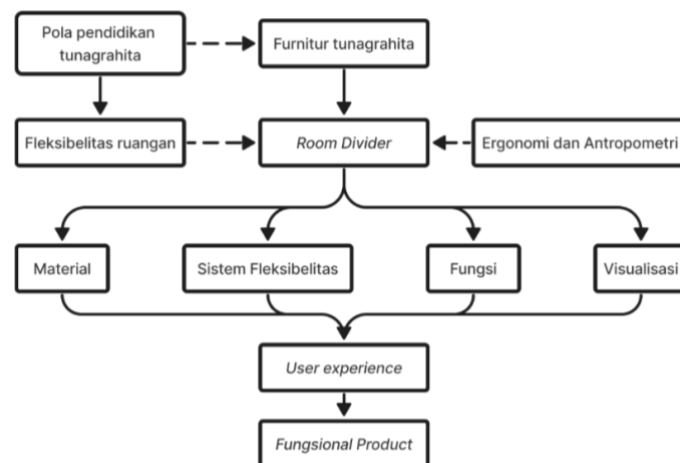 Pola pendidikan
tunagrahita
Furnitur tunagrahita
Fleksibelitas ruangan
Room Divider
Ergonomi dan Antropometri
Material
Sistem Fleksibelitas
Fungsi
Visualisasi
User experience
Fungsional Product